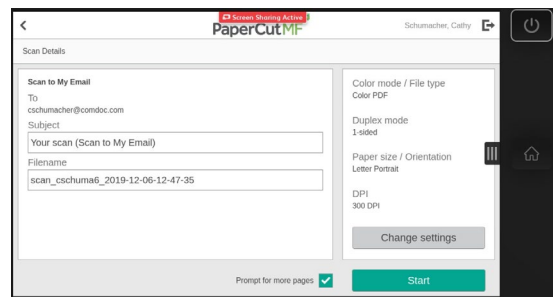 Screen Sharing Active
PaperCutMF
Schumacher, Cathy
Scan Details
Scan to My Email
To
cschumacher@comdoc.com
Subject
Your scan (Scan to My Email)
Filename
scan_cschuma6_2019-12-06-12-47-35
Color mode / File type
Color PDF
Duplex mode
1-sided
Paper size / Orientation
Letter Portrait
DPI
300 DPI
Change settings
Prompt for more pages
Start